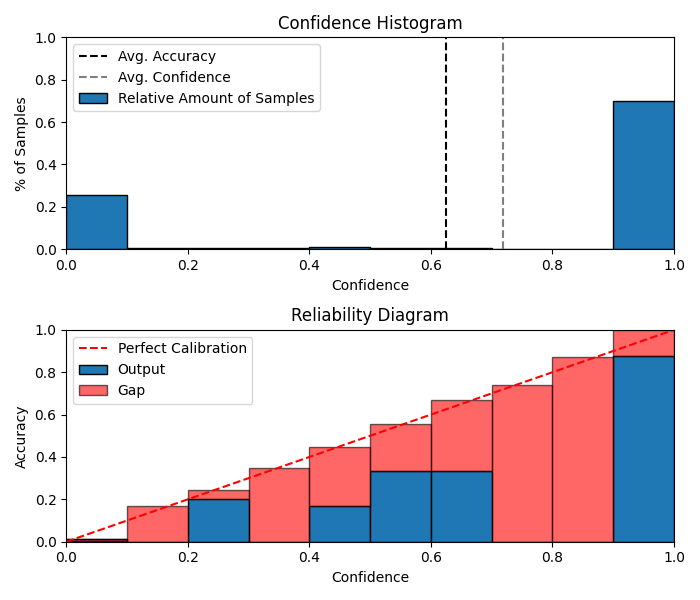 Confidence Histogram
1.0
0.8
0.6
0.4
0.2
0.0
% of Samples
Avg. Accuracy
Avg. Confidence
Relative Amount of Samples
0.0 0.2 0.4 0.6 0.8 1.0
Confidence
Reliability Diagram
1.0
0.8
0.6
0.4
0.2
0.0
Accuracy
Perfect Calibration
Output
Gap
0.0 0.2 0.4 0.6 0.8 1.0
Confidence